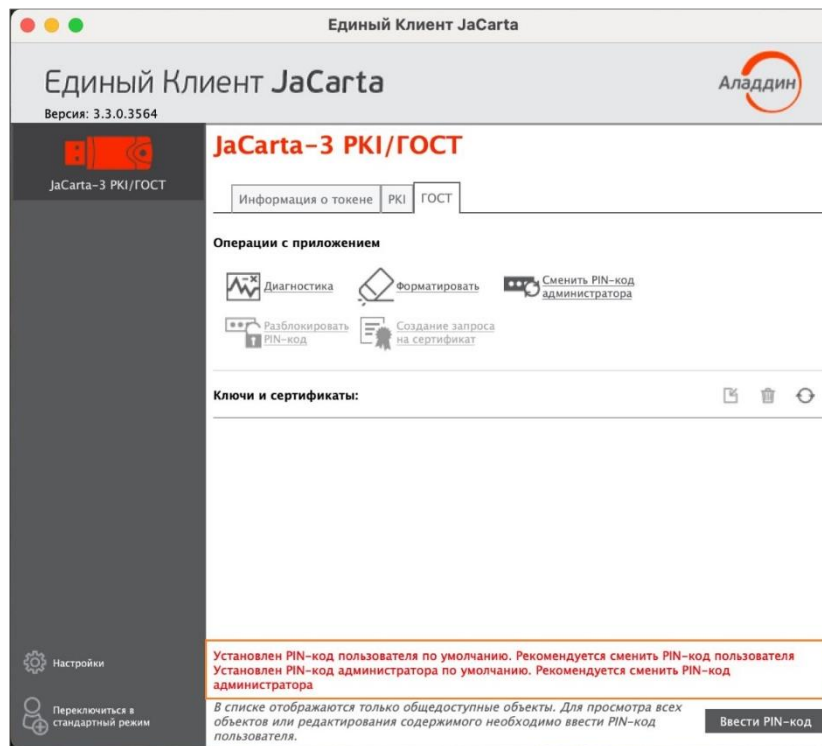 Единый Клиент JaCarta
Единый Клиент JaCarta
Версия: 3.3.0.3564
Аладдин
JaCarta-3 PKI/ГОСТ
JaCarta-3 PKI/ГОСТ
Информация о токене
PKI
ГОСТ
Операции с приложением
Диагностика
Форматировать
Сменить PIN-код
администратора
Разблокировать
PIN-код
Создание запроса
на сертификат
Ключи и сертификаты:
Настройки
Переключиться в
стандартный режим
Установлен PIN-код пользователя по умолчанию. Рекомендуется сменить PIN-код пользователя
Установлен PIN-код администратора по умолчанию. Рекомендуется сменить PIN-код
администратора
В списке отображаются только общедоступные объекты. Для просмотра всех
объектов или редактирования содержимого необходимо ввести PIN-код
пользователя.
Ввести PIN-код